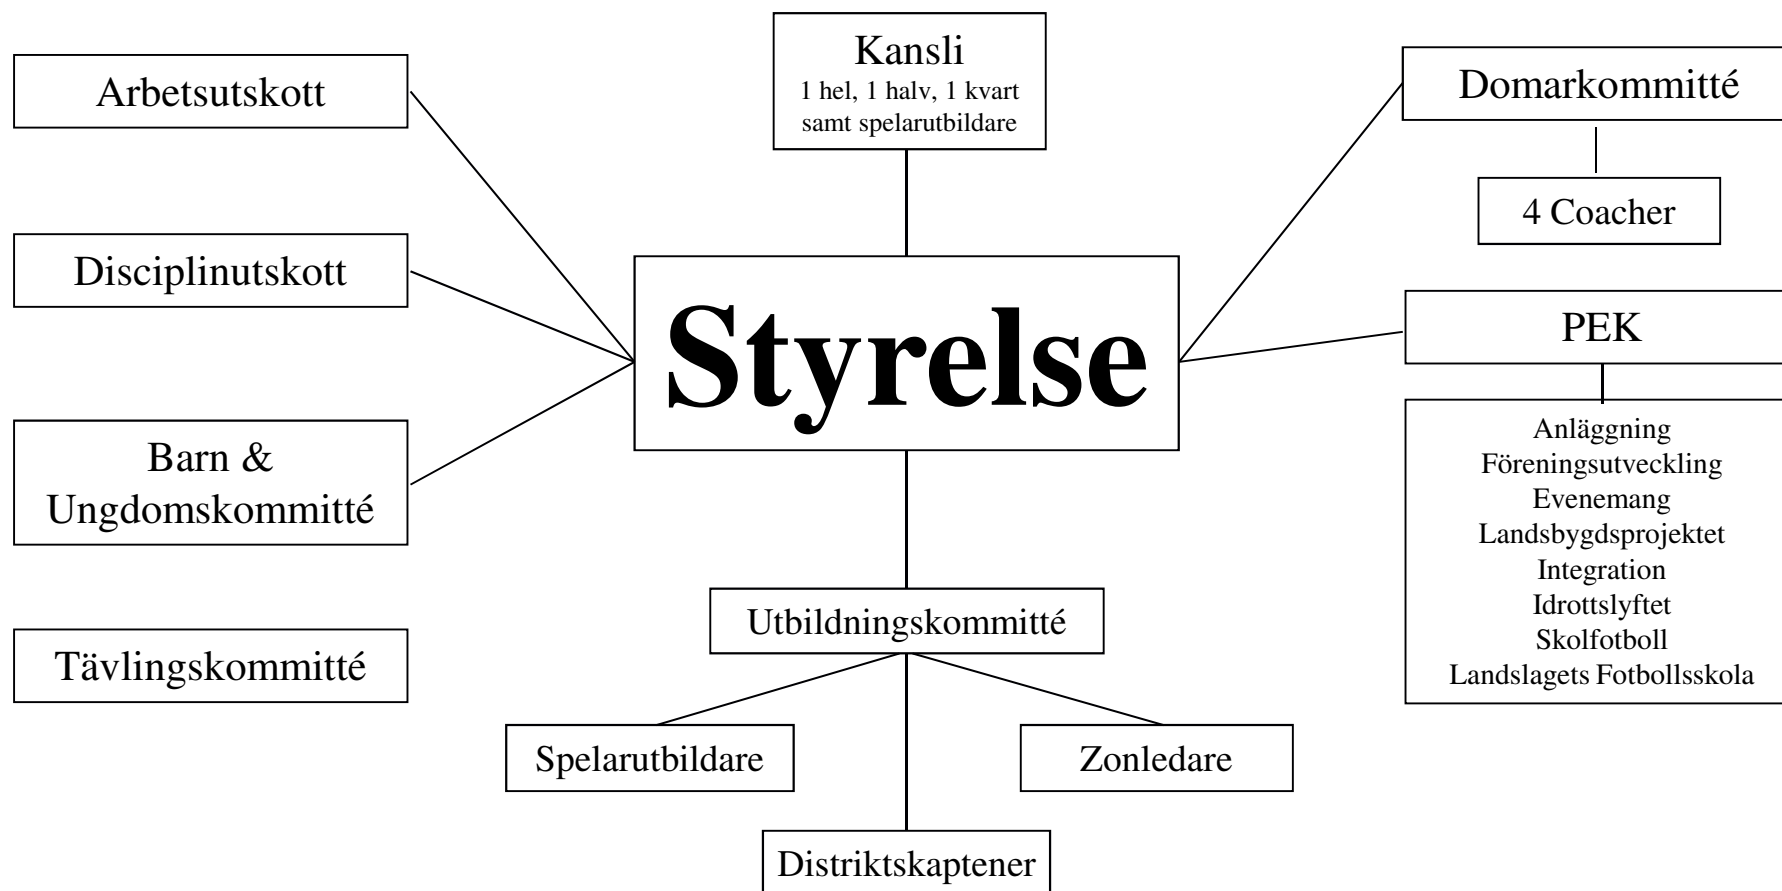 Kansli
1 hel, 1 halv, 1 kvart
samt spelarutbildare
Arbetsutskott
Domarkommitté
4 Coacher
Disciplinutskott
Styrelse
PEK
Barn &
Ungdomskommitté
Anläggning
Föreningsutveckling
Evenemang
Landsbygdsprojektet
Integration
Idrottslyftet
Skolfotboll
Landslagets Fotbollsskola
Tävlingskommitté
Utbildningskommitté
Spelarutbildare
Zonledare
Distriktskaptener